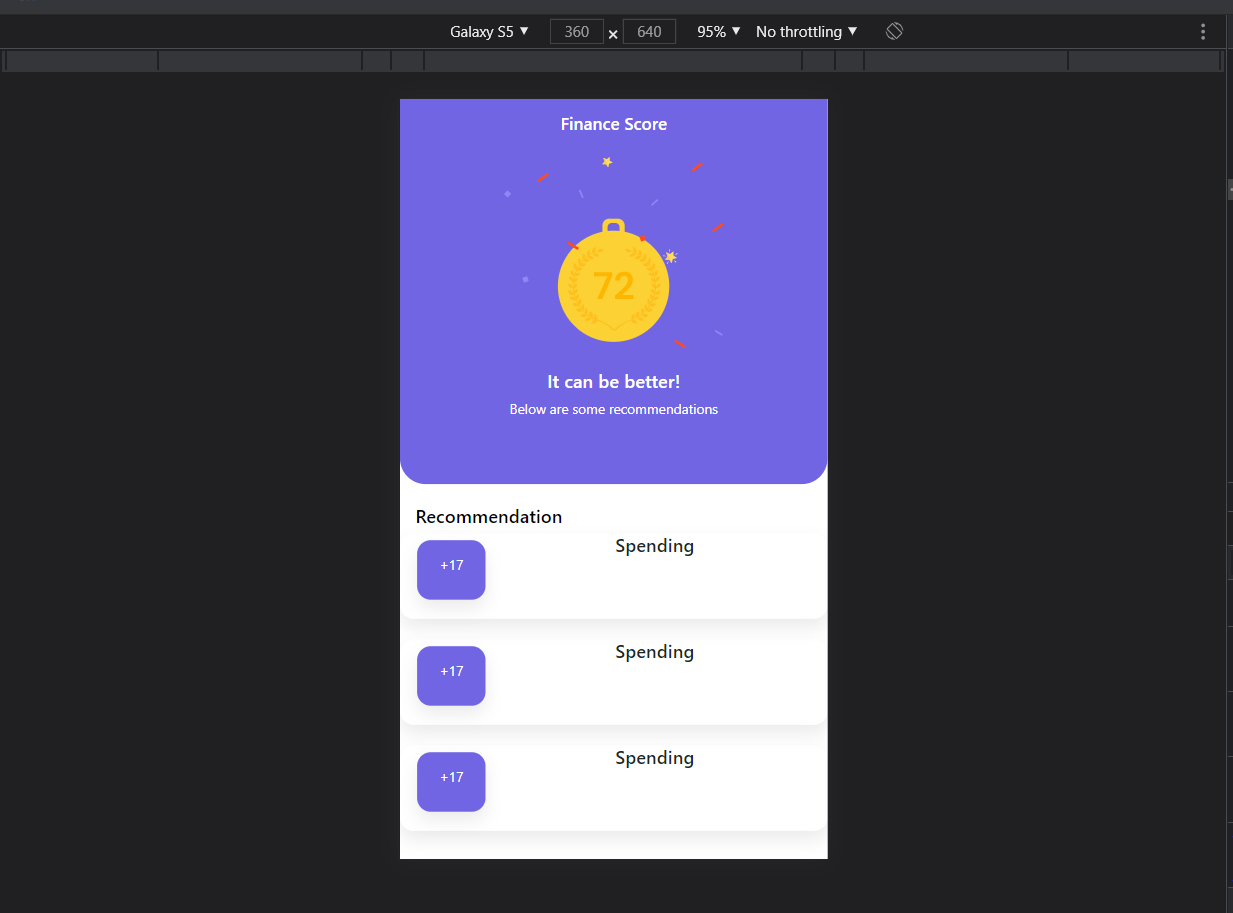 Galaxy S5 ▼ 360 × 640 95% ▼ No throttling ▼
Finance Score
72
It can be better!
Below are some recommendations
Recommendation
Spending
+17
Spending
+17
Spending
+17